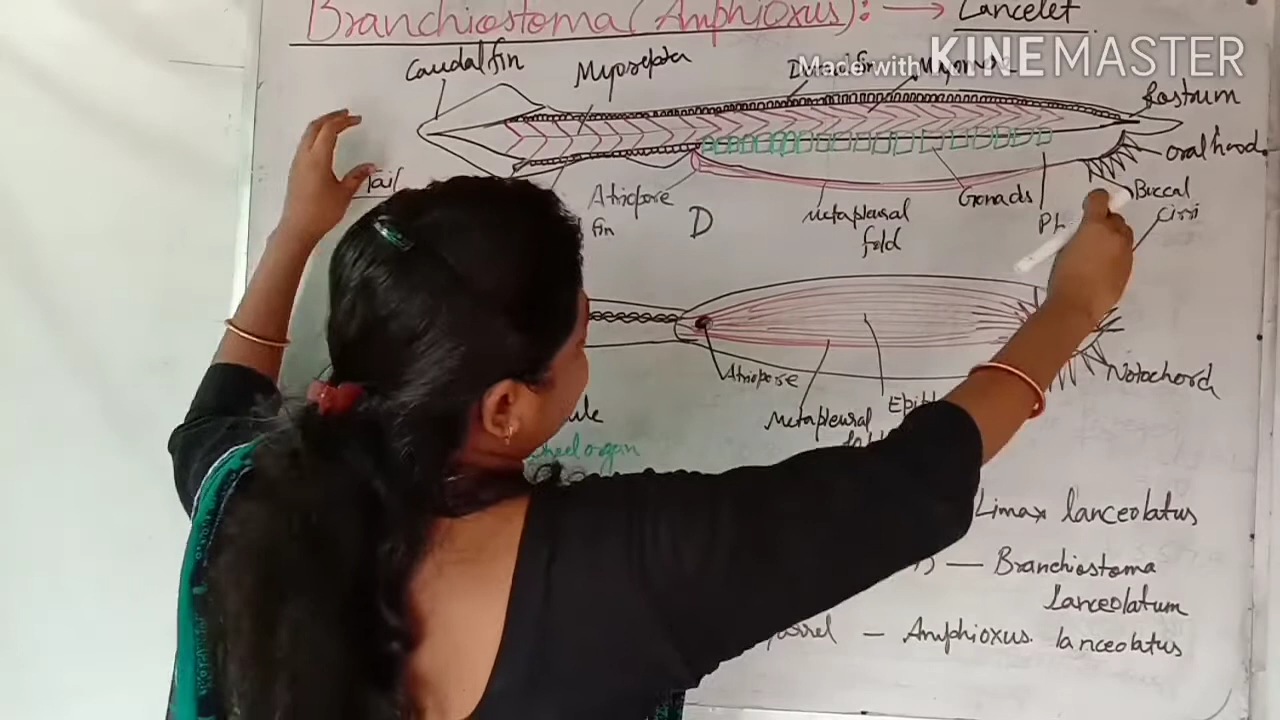 Branchiostoma (Amphioxus): → Lancelet
Made with KINEMASTER
Caudal fin
Myosepta
Rostrum
Oral hood
Tail
Atriopore
fin
D
Metapleural
fold
Gonads
Buccal
Cirri
Atriopore
Metapleural
Notochord
Limax lanceolatus
— Branchiostoma
lanceolatum
— Amphioxus lanceolatus